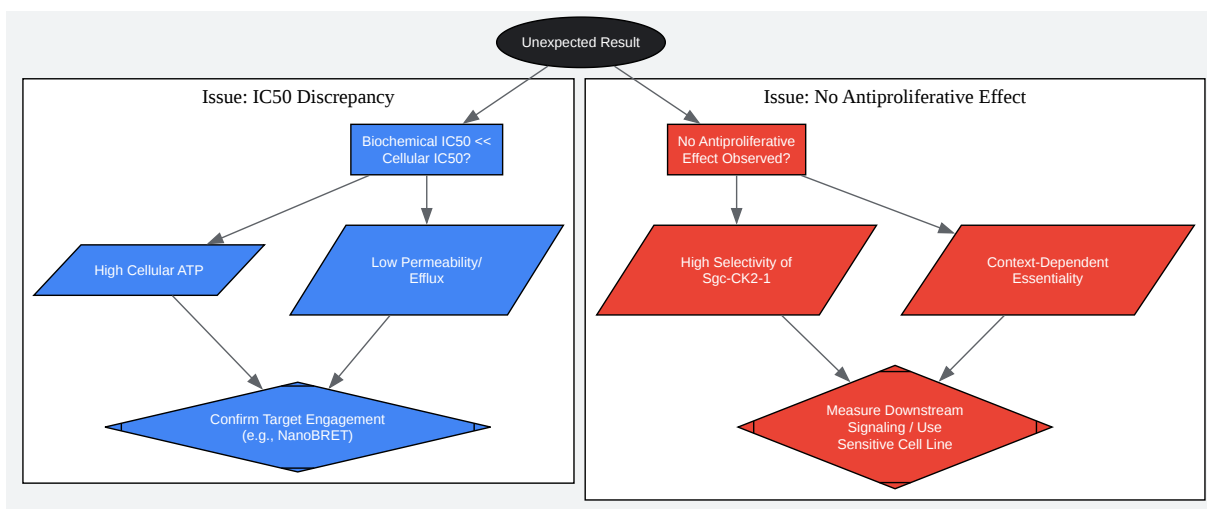 Unexpected Result
Issue: IC50 Discrepancy
Biochemical IC50 <<
Cellular IC50?
High Cellular ATP
Low Permeability/
Efflux
Confirm Target Engagement
(e.g., NanoBRET)
Issue: No Antiproliferative Effect
No Antiproliferative
Effect Observed?
High Selectivity of
Sgc-CK2-1
Context-Dependent
Essentiality
Measure Downstream
Signaling / Use
Sensitive Cell Line